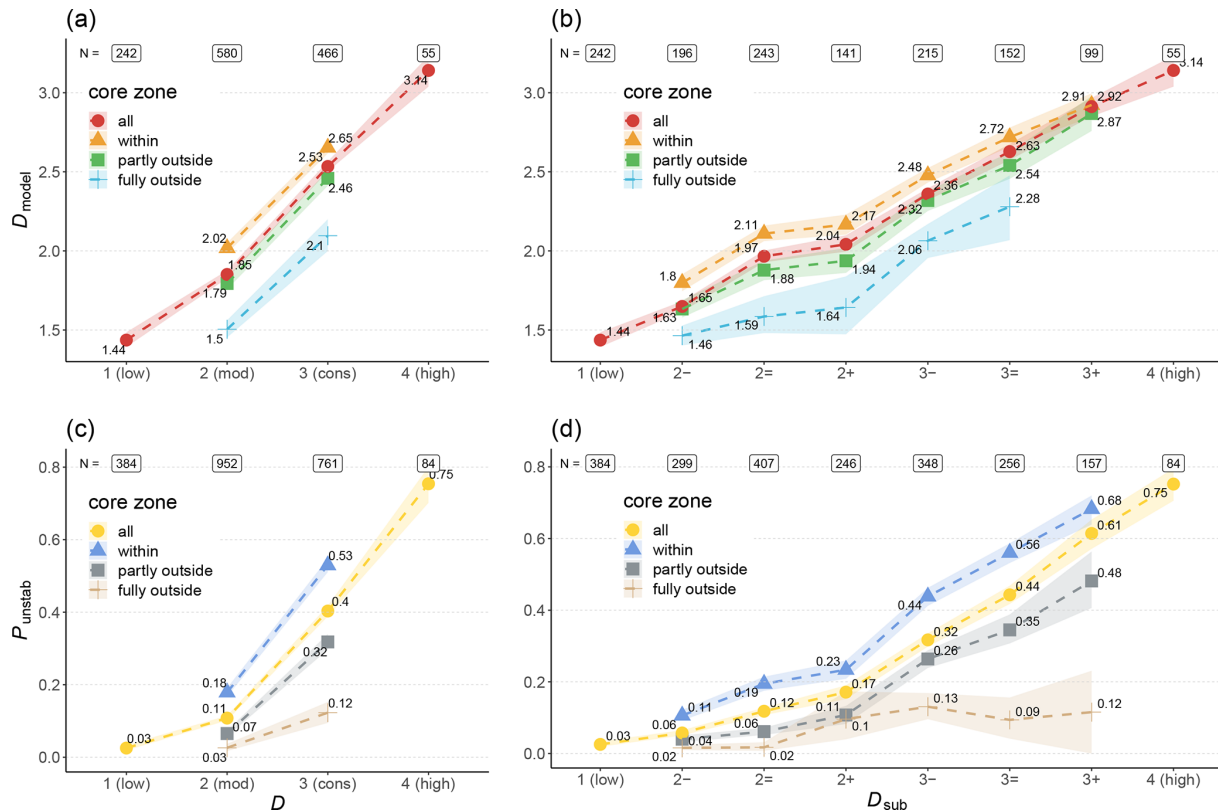 (a)
N = 242 580 466 55
core zone
all
within
partly outside
fully outside
D model
3.0
2.5
2.0
1.5
3.14
2.65
2.53
2.46
2.02
1.85
1.79
2.1
1.5
1.44
1 (low) 2 (mod) 3 (cons) 4 (high)
(b)
N = 242 196 243 141 215 152 99 55
core zone
all
within
partly outside
fully outside
3.0
2.5
2.0
1.5
3.14
2.91 2.92
2.87
2.72
2.63
2.54
2.28
2.48
2.36
2.32
2.06
2.17
2.04
1.94
1.64
2.11
1.97
1.88
1.59
1.8
1.65
1.63
1.46
1.44
1 (low) 2− 2= 2+ 3− 3= 3+ 4 (high)
(c)
N = 384 952 761 84
core zone
all
within
partly outside
fully outside
P unstab
0.8
0.6
0.4
0.2
0.0
0.75
0.53
0.4
0.32
0.12
0.18
0.11
0.07
0.03
0.03
1 (low) 2 (mod) 3 (cons) 4 (high)
D
(d)
N = 384 299 407 246 348 256 157 84
core zone
all
within
partly outside
fully outside
0.8
0.6
0.4
0.2
0.0
0.75
0.68
0.61
0.48
0.12
0.56
0.44
0.35
0.09
0.44
0.32
0.26
0.13
0.23
0.17
0.11
0.1
0.19
0.12
0.06
0.02
0.11
0.06
0.04
0.02
0.03
1 (low) 2− 2= 2+ 3− 3= 3+ 4 (high)
D sub